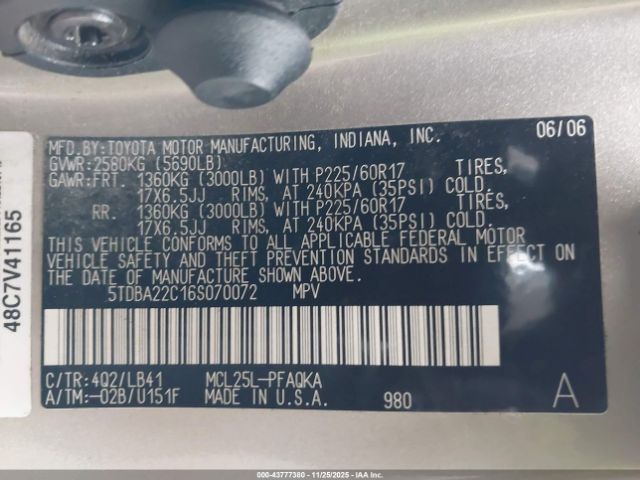 MFD.BY:TOYOTA MOTOR MANUFACTURING, INDIANA, INC. 06/06
GVWR:2580KG (5690LB)
GAWR:FRT. 1360KG (3000LB) WITH P225/60R17 TIRES,
17X6.5JJ RIMS, AT 240KPA (35PSI) COLD.
RR. 1360KG (3000LB) WITH P225/60R17 TIRES,
17X6.5JJ RIMS, AT 240KPA (35PSI) COLD.
THIS VEHICLE CONFORMS TO ALL APPLICABLE FEDERAL MOTOR
VEHICLE SAFETY AND THEFT PREVENTION STANDARDS IN EFFECT ON
THE DATE OF MANUFACTURE SHOWN ABOVE.
5TDBA22C16S070072 MPV
C/TR:4Q2/LB41 MCL25L-PFAQKA
A/TM:-02B/U151F MADE IN U.S.A. 980 A
48C7V41165
000-43777380 - 11/25/2025 - IAAI.COM